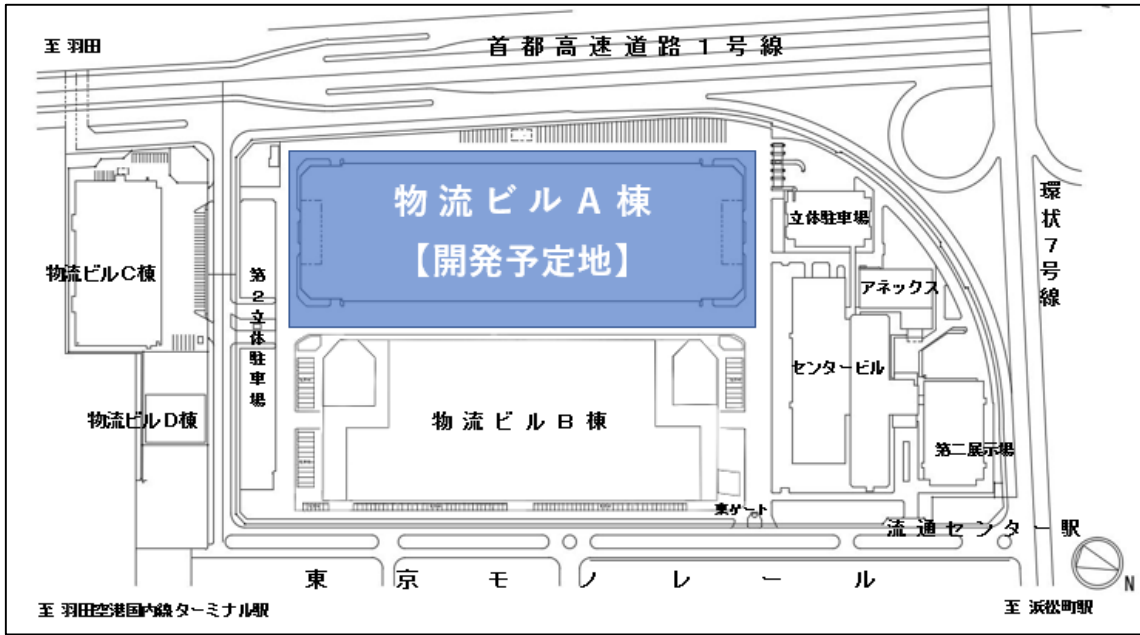 至 羽田
首都高速道路1号線
物流ビルA棟
【開発予定地】
立体駐車場
環状7号線
物流ビルC棟
第2立体駐車場
アネックス
センタービル
物流ビルD棟
物流ビルB棟
第二展示場
東ゲート
流通センター駅
東京モノレール
N
至 羽田空港国内線ターミナル駅
至 浜松町駅